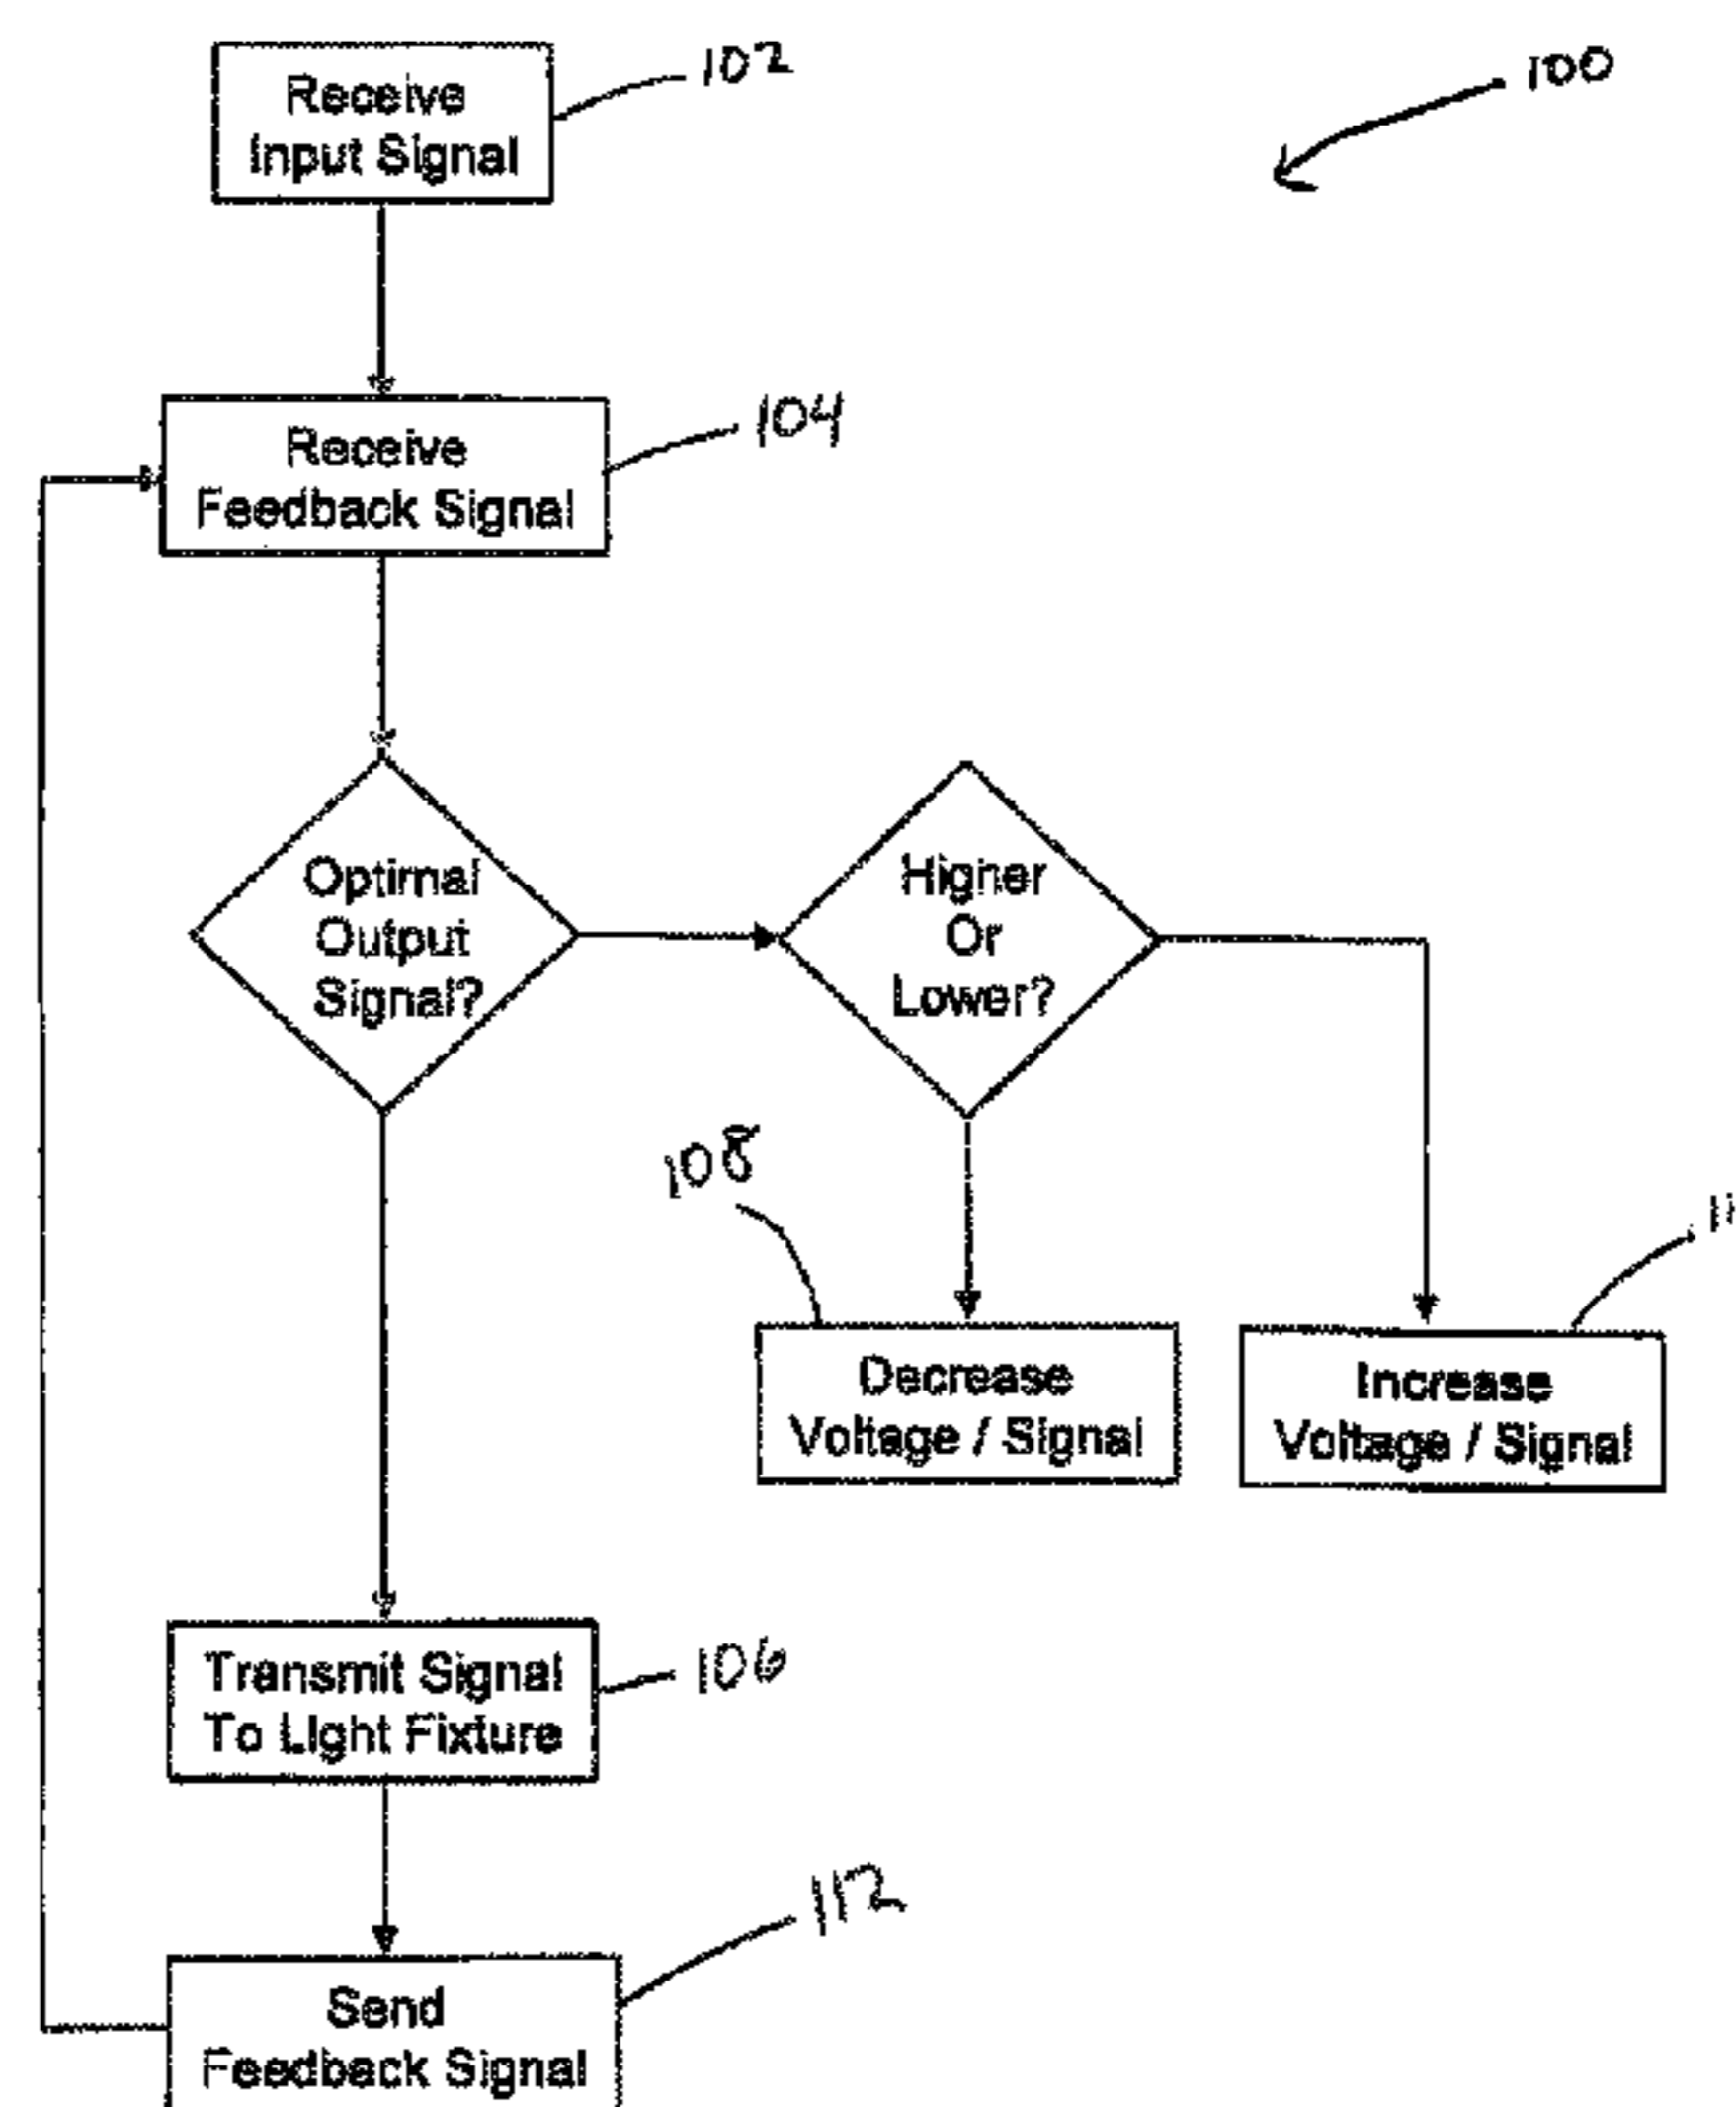 Receive
Input Signal
102
100
Receive
Feedback Signal
104
Optimal
Output
Signal?
Higher
Or
Lower?
108
Decrease
Voltage / Signal
Increase
Voltage / Signal
Transmit Signal
To Light Fixture
106
112
Send
Feedback Signal